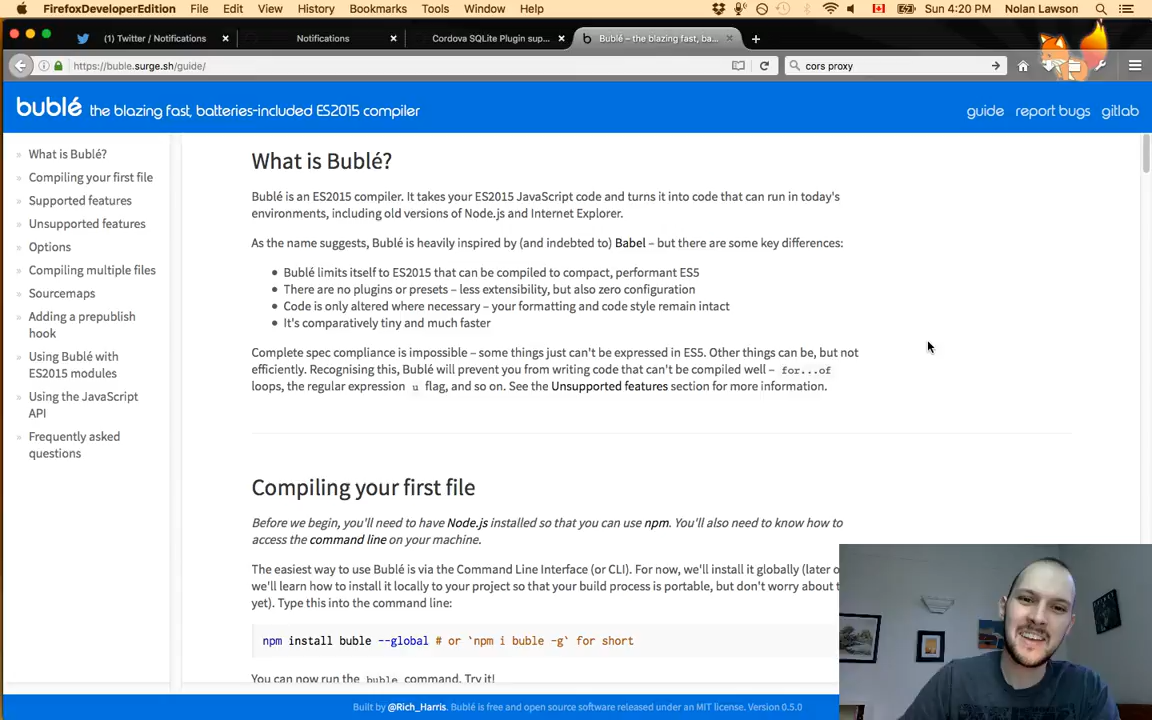 FirefoxDeveloperEdition File Edit View History Bookmarks Tools Window Help Sun 4:20 PM Nolan Lawson
(1) Twitter / Notifications × Notifications × Cordova SQLite Plugin sup... × Bublé – the blazing fast, ba... × +
https://buble.surge.sh/guide/ cors proxy
bublé the blazing fast, batteries-included ES2015 compiler guide report bugs gitlab
» What is Bublé?
» Compiling your first file
» Supported features
» Unsupported features
» Options
» Compiling multiple files
» Sourcemaps
» Adding a prepublish
hook
» Using Bublé with
ES2015 modules
» Using the JavaScript
API
» Frequently asked
questions
What is Bublé?
Bublé is an ES2015 compiler. It takes your ES2015 JavaScript code and turns it into code that can run in today's
environments, including old versions of Node.js and Internet Explorer.
As the name suggests, Bublé is heavily inspired by (and indebted to) Babel – but there are some key differences:
• Bublé limits itself to ES2015 that can be compiled to compact, performant ES5
• There are no plugins or presets – less extensibility, but also zero configuration
• Code is only altered where necessary – your formatting and code style remain intact
• It's comparatively tiny and much faster
Complete spec compliance is impossible – some things just can't be expressed in ES5. Other things can be, but not
efficiently. Recognising this, Bublé will prevent you from writing code that can't be compiled well – for...of
loops, the regular expression u flag, and so on. See the Unsupported features section for more information.
Compiling your first file
Before we begin, you'll need to have Node.js installed so that you can use npm. You'll also need to know how to
access the command line on your machine.
The easiest way to use Bublé is via the Command Line Interface (or CLI). For now, we'll install it globally (later o
we'll learn how to install it locally to your project so that your build process is portable, but don't worry about t
yet). Type this into the command line:
npm install buble --global # or `npm i buble -g` for short
You can now run the buble command. Try it!
Built by @Rich_Harris. Bublé is free and open source software released under an MIT license. Version 0.5.0